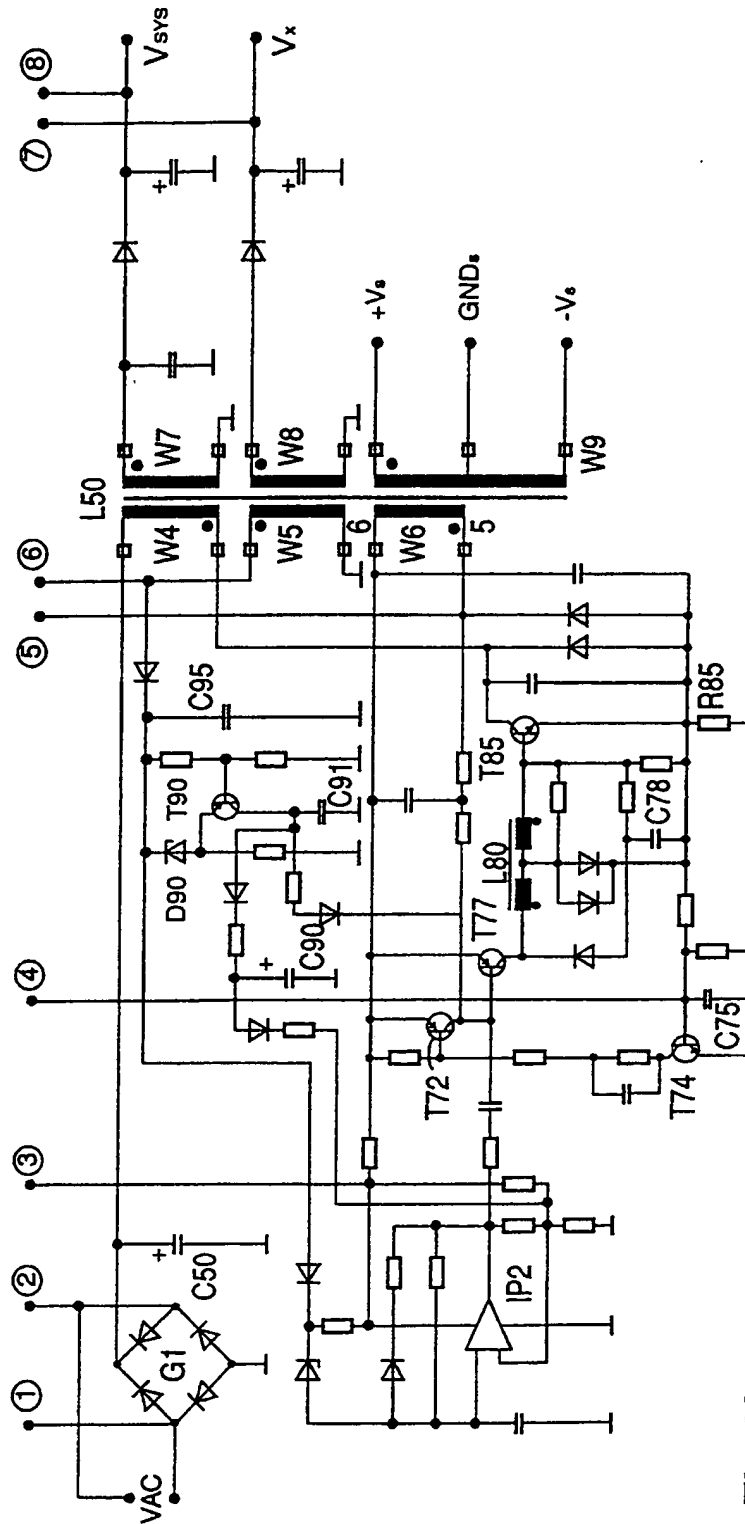 ① ② ③ ④ ⑤ ⑥ ⑦ ⑧
VAC
G1
C50
+
L50
W4
W7
VSYS
+
W5
W8
Vx
+
6
W6
5
+Vs
GNDs
-Vs
W9
C95
T90
D90
C91
C90
+
T77
L80
T85
T72
C78
R85
IP2
T74
C75